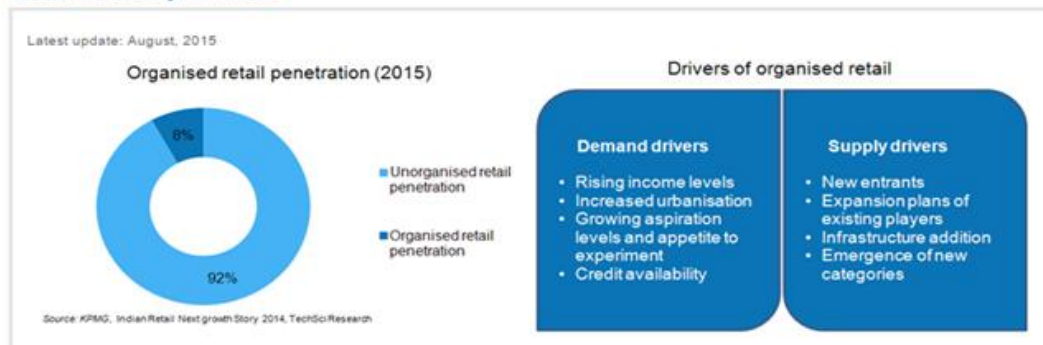 Latest update: August, 2015
Organised retail penetration (2015)
8%
92%
Unorganised retail
penetration
Organised retail
penetration
Source: KPMG, Indian Retail Next growth Story 2014, TechSci Research
Drivers of organised retail
Demand drivers
• Rising income levels
• Increased urbanisation
• Growing aspiration
levels and appetite to
experiment
• Credit availability
Supply drivers
• New entrants
• Expansion plans of
existing players
• Infrastructure addition
• Emergence of new
categories